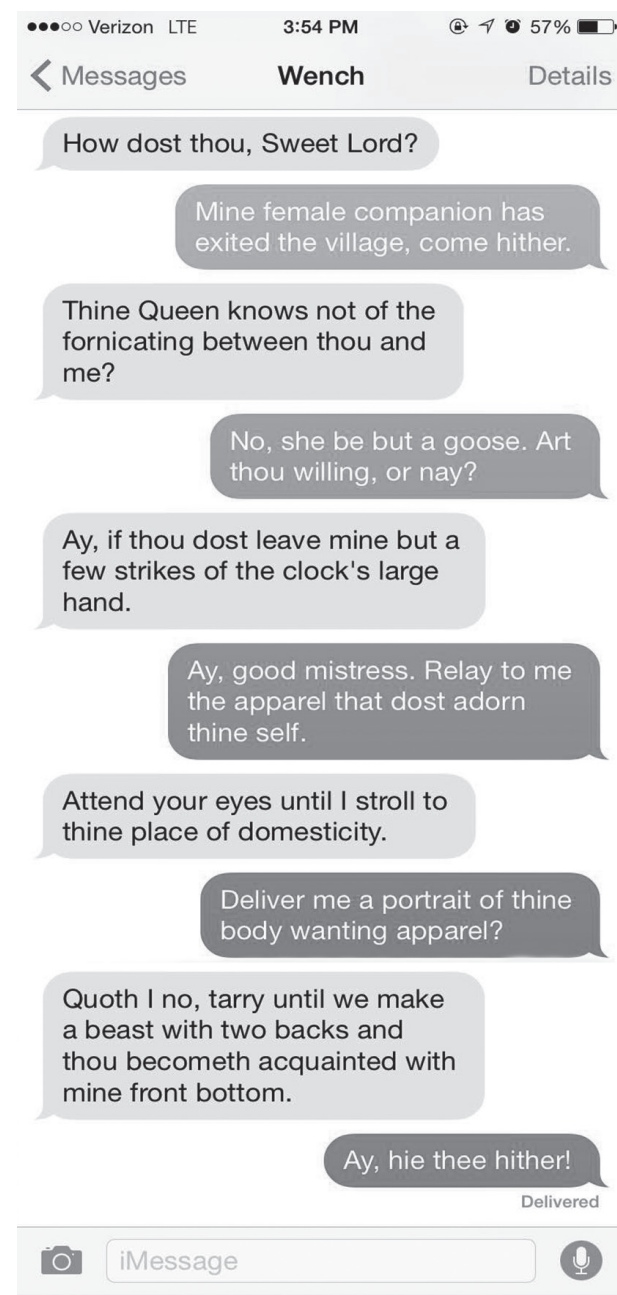 Verizon LTE 3:54 PM 57%
Messages Wench Details
How dost thou, Sweet Lord?
Mine female companion has
exited the village, come hither.
Thine Queen knows not of the
fornicating between thou and
me?
No, she be but a goose. Art
thou willing, or nay?
Ay, if thou dost leave mine but a
few strikes of the clock's large
hand.
Ay, good mistress. Relay to me
the apparel that dost adorn
thine self.
Attend your eyes until I stroll to
thine place of domesticity.
Deliver me a portrait of thine
body wanting apparel?
Quoth I no, tarry until we make
a beast with two backs and
thou becometh acquainted with
mine front bottom.
Ay, hie thee hither!
Delivered
iMessage